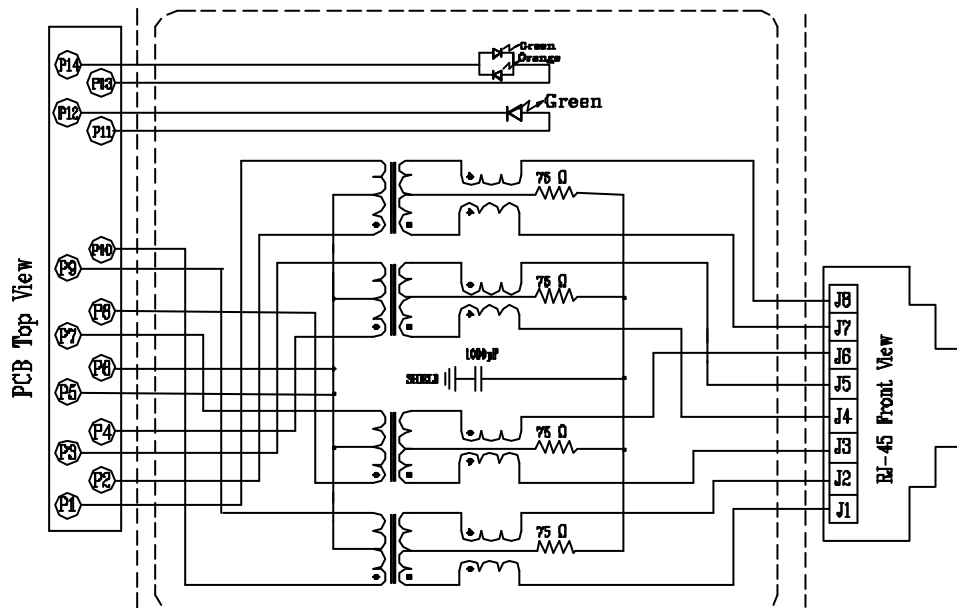 PCB Top View
P14
P13
P12
P11
P10
P9
P8
P7
P6
P5
P4
P3
P2
P1
Green
Orange
Green
75 Ω
75 Ω
1000pF
SHIELD
75 Ω
75 Ω
J8
J7
J6
J5
J4
J3
J2
J1
RJ-45 Front View